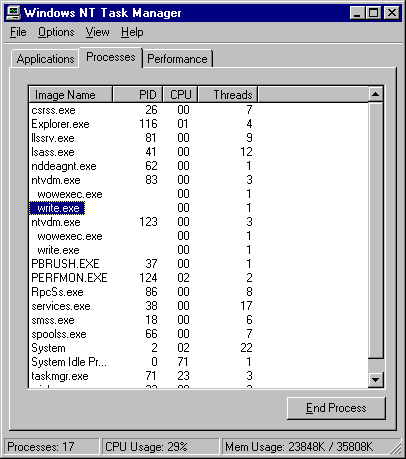 Windows NT Task Manager
File Options View Help
Applications Processes Performance
Image Name PID CPU Threads
csrss.exe 26 00 7
Explorer.exe 116 01 4
llssrv.exe 81 00 9
lsass.exe 41 00 12
nddeagnt.exe 62 00 1
ntvdm.exe 83 00 3
wowexec.exe 00 1
write.exe 00 1
ntvdm.exe 123 00 3
wowexec.exe 00 1
write.exe 00 1
PBRUSH.EXE 37 00 1
PERFMON.EXE 124 02 2
RpcSs.exe 86 00 8
services.exe 38 00 17
smss.exe 18 00 6
spoolss.exe 66 00 7
System 2 02 22
System Idle Pr... 0 71 1
taskmgr.exe 71 23 3
End Process
Processes: 17 CPU Usage: 29% Mem Usage: 23848K / 35808K